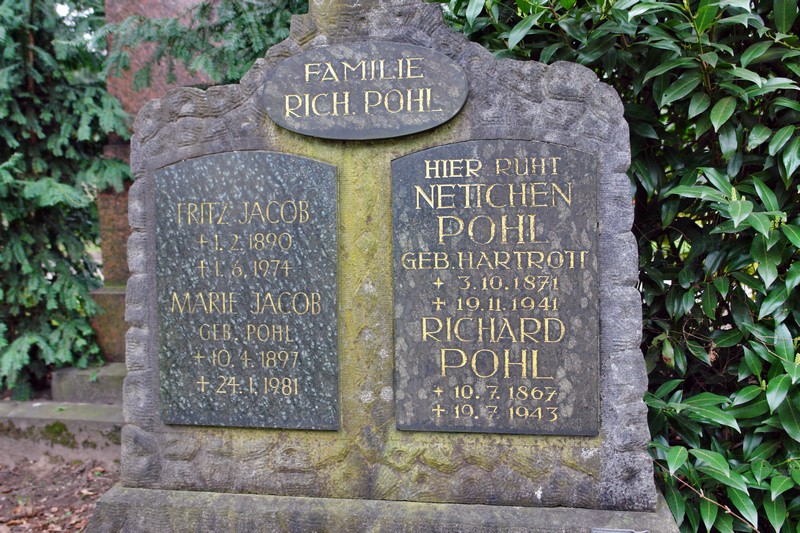 FAMILIE
RICH. POHL
FRITZ JACOB
+ 1. 2. 1890
+ 1. 6. 1974
MARIE JACOB
GEB. POHL
+ 10. 4. 1897
+ 24. 1. 1981
HIER RUHT
NETTCHEN
POHL
GEB. HARTROTT
+ 3.10.1871
+ 19.11.1941
RICHARD
POHL
+ 10.7.1867
+ 19.7.1943